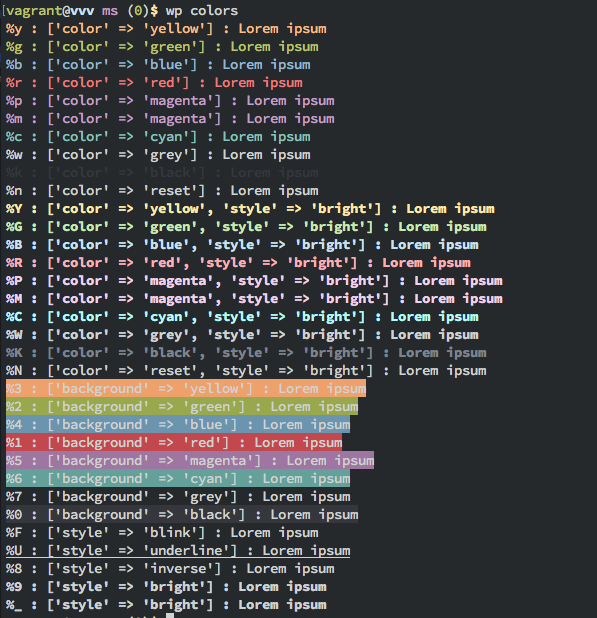 [vagrant@vvv ms (0)$ wp colors
%y : ['color' => 'yellow'] : Lorem ipsum
%g : ['color' => 'green'] : Lorem ipsum
%b : ['color' => 'blue'] : Lorem ipsum
%r : ['color' => 'red'] : Lorem ipsum
%p : ['color' => 'magenta'] : Lorem ipsum
%m : ['color' => 'magenta'] : Lorem ipsum
%c : ['color' => 'cyan'] : Lorem ipsum
%w : ['color' => 'grey'] : Lorem ipsum
%k : ['color' => 'black'] : Lorem ipsum
%n : ['color' => 'reset'] : Lorem ipsum
%Y : ['color' => 'yellow', 'style' => 'bright'] : Lorem ipsum
%G : ['color' => 'green', 'style' => 'bright'] : Lorem ipsum
%B : ['color' => 'blue', 'style' => 'bright'] : Lorem ipsum
%R : ['color' => 'red', 'style' => 'bright'] : Lorem ipsum
%P : ['color' => 'magenta', 'style' => 'bright'] : Lorem ipsum
%M : ['color' => 'magenta', 'style' => 'bright'] : Lorem ipsum
%C : ['color' => 'cyan', 'style' => 'bright'] : Lorem ipsum
%W : ['color' => 'grey', 'style' => 'bright'] : Lorem ipsum
%K : ['color' => 'black', 'style' => 'bright'] : Lorem ipsum
%N : ['color' => 'reset', 'style' => 'bright'] : Lorem ipsum
%3 : ['background' => 'yellow'] : Lorem ipsum
%2 : ['background' => 'green'] : Lorem ipsum
%4 : ['background' => 'blue'] : Lorem ipsum
%1 : ['background' => 'red'] : Lorem ipsum
%5 : ['background' => 'magenta'] : Lorem ipsum
%6 : ['background' => 'cyan'] : Lorem ipsum
%7 : ['background' => 'grey'] : Lorem ipsum
%0 : ['background' => 'black'] : Lorem ipsum
%F : ['style' => 'blink'] : Lorem ipsum
%U : ['style' => 'underline'] : Lorem ipsum
%8 : ['style' => 'inverse'] : Lorem ipsum
%9 : ['style' => 'bright'] : Lorem ipsum
%_ : ['style' => 'bright'] : Lorem ipsum